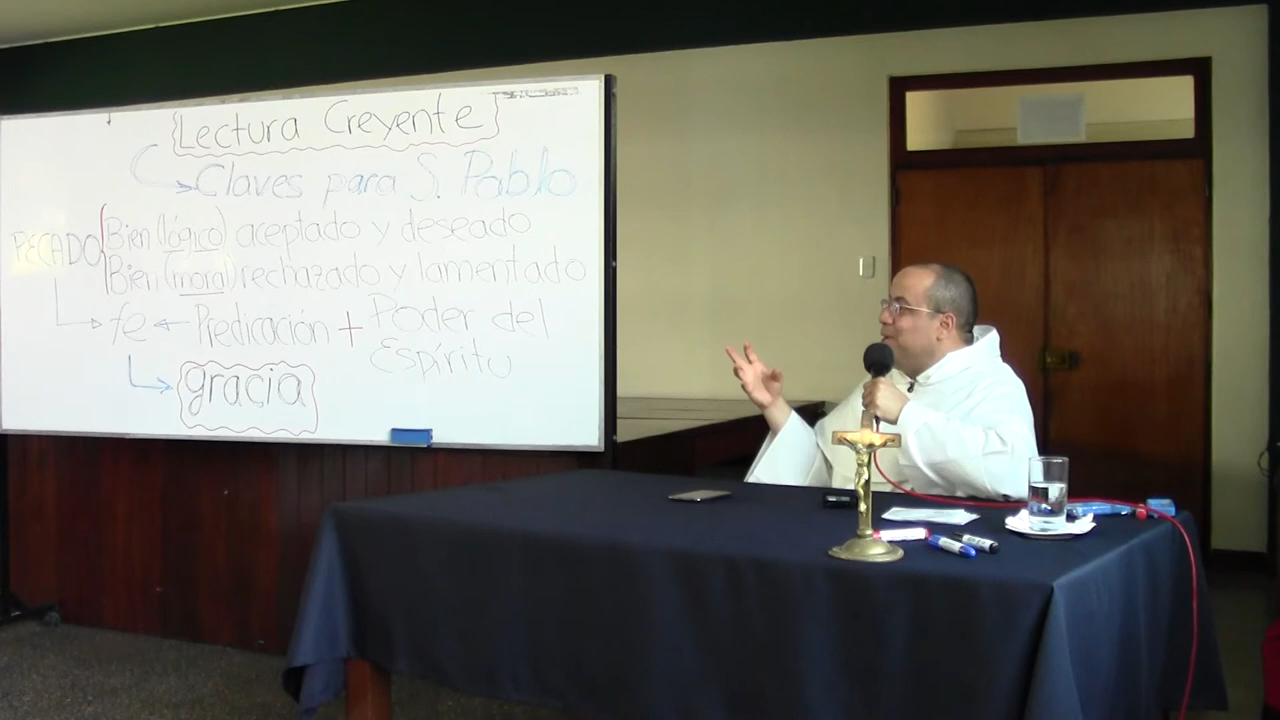 Lectura Creyente
Claves para S. Pablo
PECADO
Bien (lógico) aceptado y deseado
Bien (moral) rechazado y lamentado
fe Predicación + Poder del
Espíritu
gracia